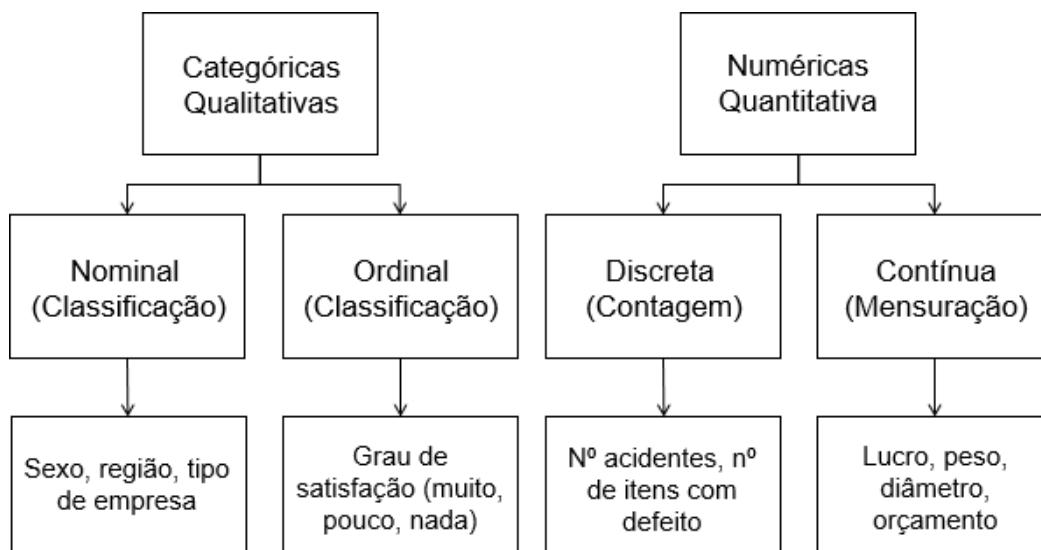 Categóricas
Qualitativas
Numéricas
Quantitativa
Nominal
(Classificação)
Ordinal
(Classificação)
Discreta
(Contagem)
Contínua
(Mensuração)
Sexo, região, tipo
de empresa
Grau de
satisfação (muito,
pouco, nada)
Nº acidentes, nº
de itens com
defeito
Lucro, peso,
diâmetro,
orçamento